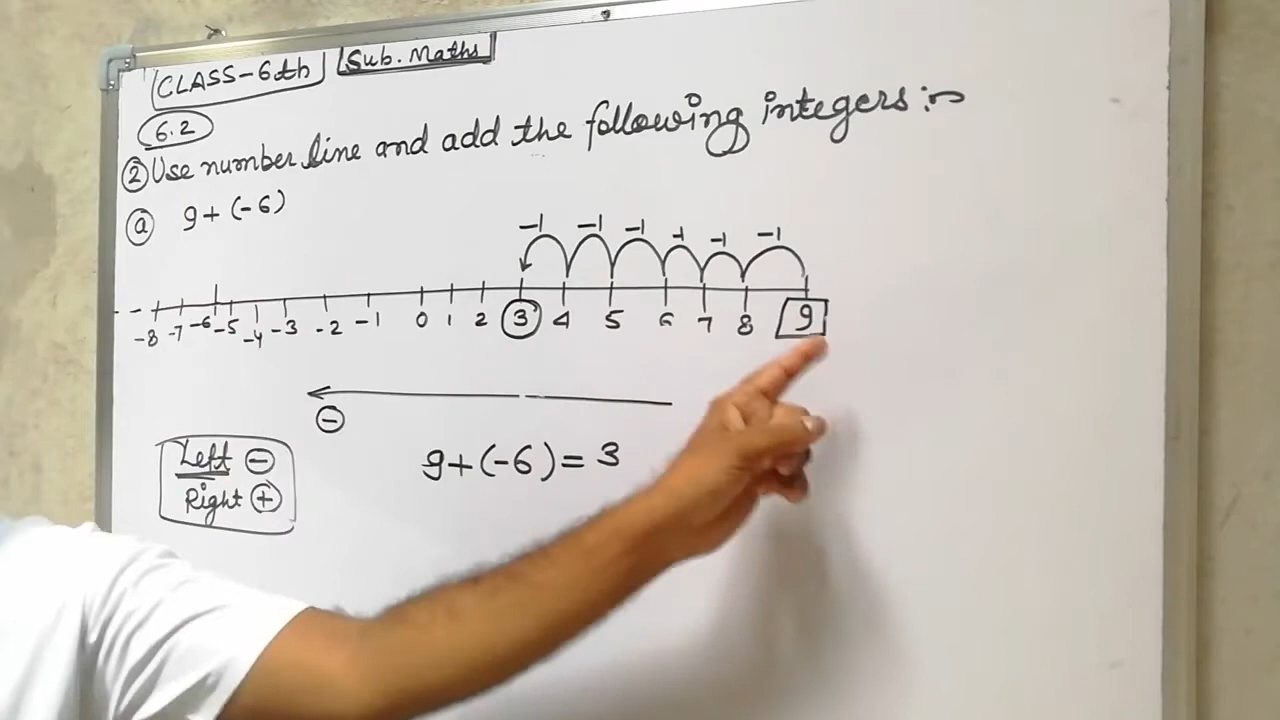 CLASS-6th Sub. Maths
6.2
② Use number line and add the following integers :-
ⓐ 9+(-6)
-1 -1 -1 -1 -1 -1
-8 -7 -6 -5 -4 -3 -2 -1 0 1 2 3 4 5 6 7 8 9
⊖
9+(-6)=3
Left ⊖
Right ⊕